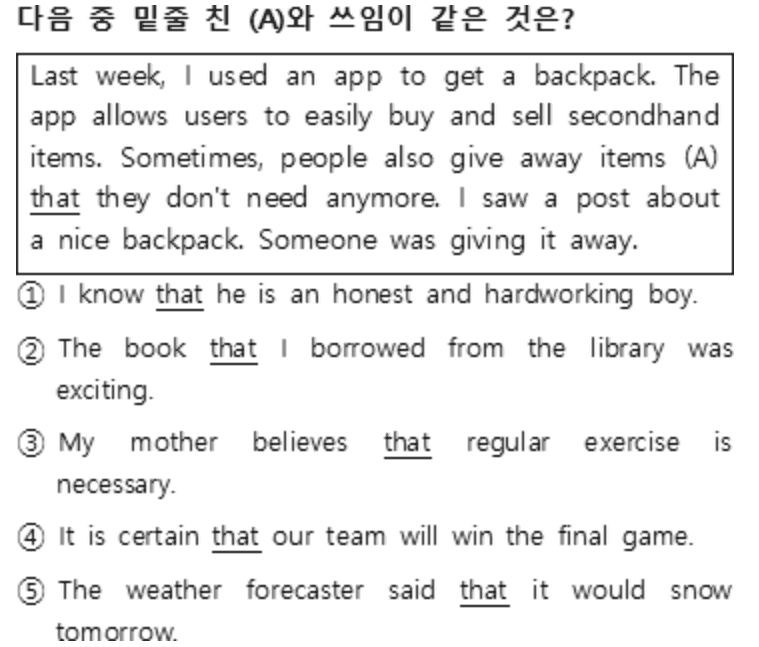 다음 중 밑줄 친 (A)와 쓰임이 같은 것은?
Last week, I used an app to get a backpack. The
app allows users to easily buy and sell secondhand
items. Sometimes, people also give away items (A)
that they don't need anymore. I saw a post about
a nice backpack. Someone was giving it away.
① I know that he is an honest and hardworking boy.
② The book that I borrowed from the library was
exciting.
③ My mother believes that regular exercise is
necessary.
④ It is certain that our team will win the final game.
⑤ The weather forecaster said that it would snow
tomorrow.